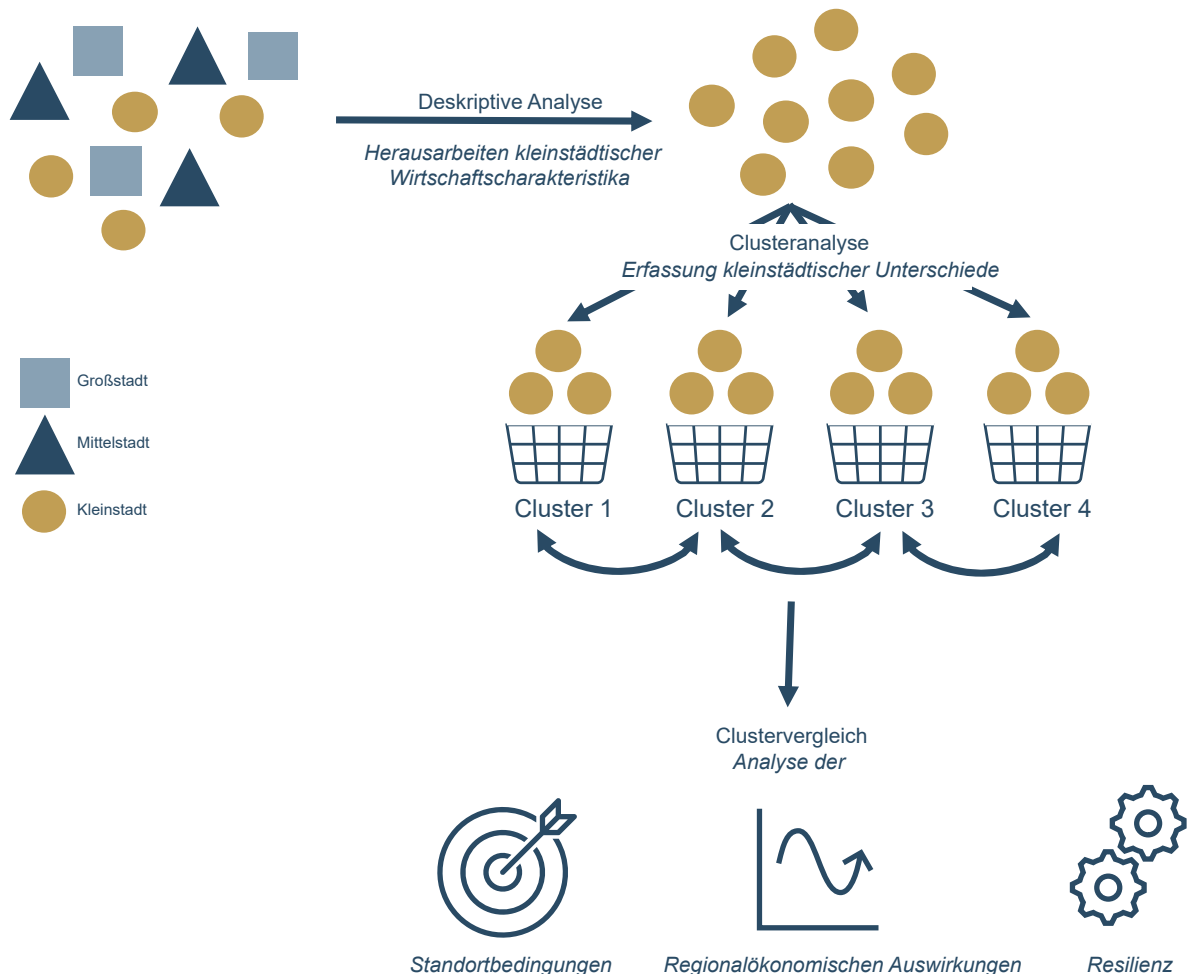 Deskriptive Analyse
Herausarbeiten kleinstädtischer
Wirtschaftscharakteristika
Clusteranalyse
Erfassung kleinstädtischer Unterschiede
Großstadt
Mittelstadt
Kleinstadt
Cluster 1
Cluster 2
Cluster 3
Cluster 4
Clustervergleich
Analyse der
Standortbedingungen
Regionalökonomischen Auswirkungen
Resilienz